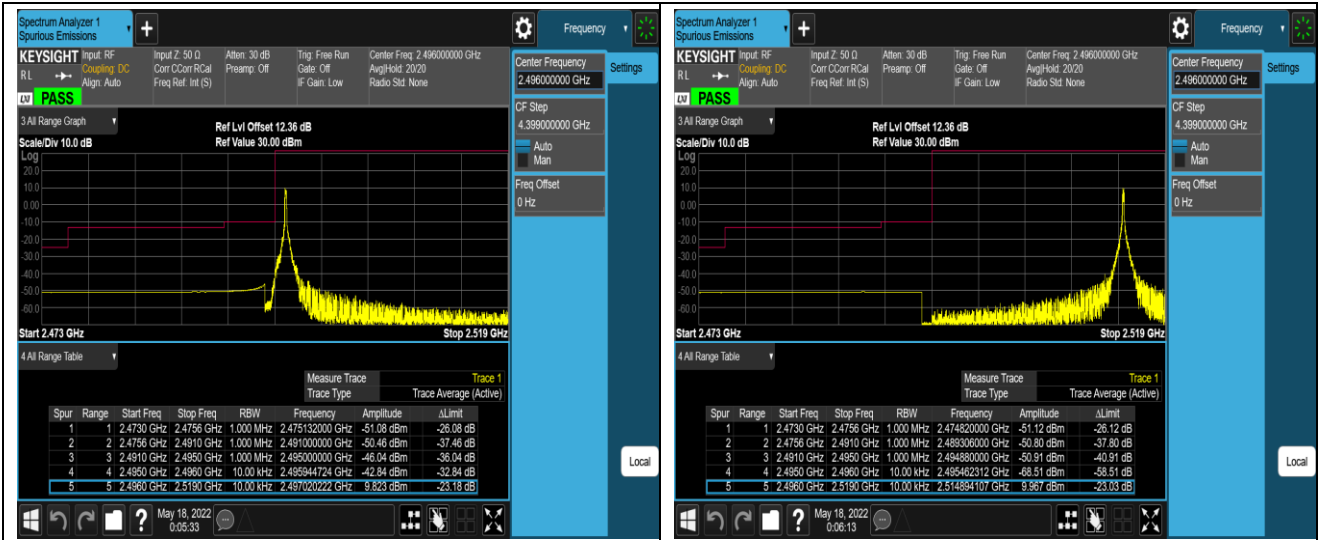 Spectrum Analyzer 1
Spurious Emissions
Frequency
KEYSIGHT Input: RF Input Z: 50 Ω Atten: 30 dB Trig: Free Run Center Freq: 2.496000000 GHz
RL Coupling: DC Corr CCorr RCal Preamp: Off Gate: Off Avg|Hold: 20/20
Align: Auto Freq Ref: Int (S) IF Gain: Low Radio Std: None
PASS
Center Frequency
2.496000000 GHz
Settings
CF Step
4.399000000 GHz
Auto
Man
Freq Offset
0 Hz
3 All Range Graph
Ref Lvl Offset 12.36 dB
Scale/Div 10.0 dB Ref Value 30.00 dBm
Log
20.0
10.0
0.00
-10.0
-20.0
-30.0
-40.0
-50.0
-60.0
Start 2.473 GHz Stop 2.519 GHz
4 All Range Table
Measure Trace Trace 1
Trace Type Trace Average (Active)
Spur Range Start Freq Stop Freq RBW Frequency Amplitude ΔLimit
1 1 2.4730 GHz 2.4756 GHz 1.000 MHz 2.475132000 GHz -51.08 dBm -26.08 dB
2 2 2.4756 GHz 2.4910 GHz 1.000 MHz 2.491000000 GHz -50.46 dBm -37.46 dB
3 3 2.4910 GHz 2.4950 GHz 1.000 MHz 2.495000000 GHz -46.04 dBm -36.04 dB
4 4 2.4950 GHz 2.4960 GHz 10.00 kHz 2.495944724 GHz -42.84 dBm -32.84 dB
5 5 2.4960 GHz 2.5190 GHz 10.00 kHz 2.497020222 GHz 9.823 dBm -23.18 dB
Local
? May 18, 2022
0:05:33
Spectrum Analyzer 1
Spurious Emissions
Frequency
KEYSIGHT Input: RF Input Z: 50 Ω Atten: 30 dB Trig: Free Run Center Freq: 2.496000000 GHz
RL Coupling: DC Corr CCorr RCal Preamp: Off Gate: Off Avg|Hold: 20/20
Align: Auto Freq Ref: Int (S) IF Gain: Low Radio Std: None
PASS
Center Frequency
2.496000000 GHz
Settings
CF Step
4.399000000 GHz
Auto
Man
Freq Offset
0 Hz
3 All Range Graph
Ref Lvl Offset 12.36 dB
Scale/Div 10.0 dB Ref Value 30.00 dBm
Log
20.0
10.0
0.00
-10.0
-20.0
-30.0
-40.0
-50.0
-60.0
Start 2.473 GHz Stop 2.519 GHz
4 All Range Table
Measure Trace Trace 1
Trace Type Trace Average (Active)
Spur Range Start Freq Stop Freq RBW Frequency Amplitude ΔLimit
1 1 2.4730 GHz 2.4756 GHz 1.000 MHz 2.474820000 GHz -51.12 dBm -26.12 dB
2 2 2.4756 GHz 2.4910 GHz 1.000 MHz 2.489306000 GHz -50.80 dBm -37.80 dB
3 3 2.4910 GHz 2.4950 GHz 1.000 MHz 2.494880000 GHz -50.91 dBm -40.91 dB
4 4 2.4950 GHz 2.4960 GHz 10.00 kHz 2.495462312 GHz -68.51 dBm -58.51 dB
5 5 2.4960 GHz 2.5190 GHz 10.00 kHz 2.514894107 GHz 9.967 dBm -23.03 dB
Local
? May 18, 2022
0:06:13